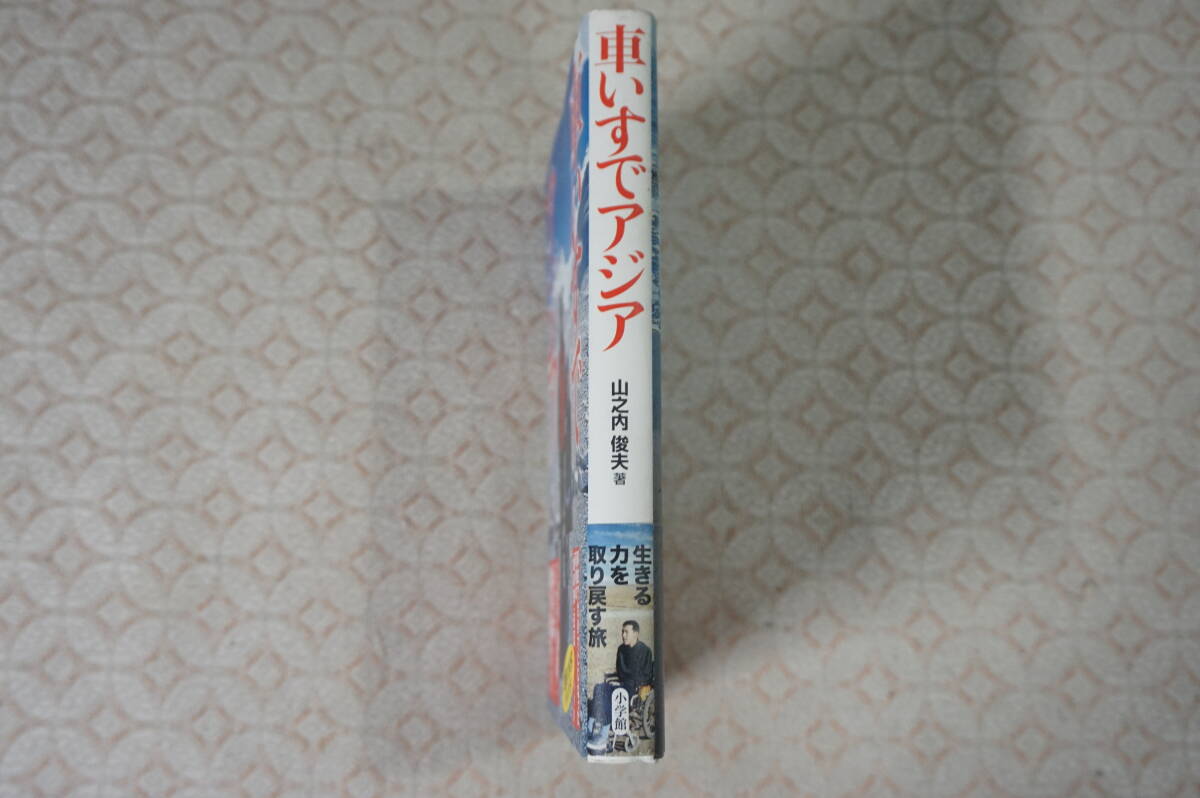 車いすでアジア
山之内 俊夫 著
生きる
力を
取り戻す旅
小学館